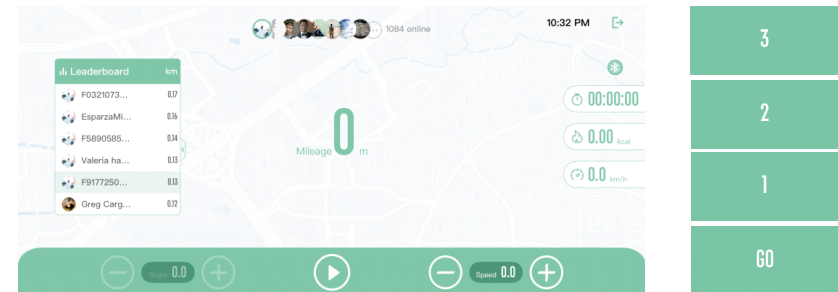 1084 online
10:32 PM
Leaderboard km
F0321073... 0.17
EsparzaMi... 0.16
F5890585... 0.14
Valeria ha... 0.13
F9177250... 0.13
Greg Carg... 0.12
Mileage 0 m
00:00:00
0.00 kcal
0.0 km/h
Slope 0.0
Speed 0.0
3
2
1
GO